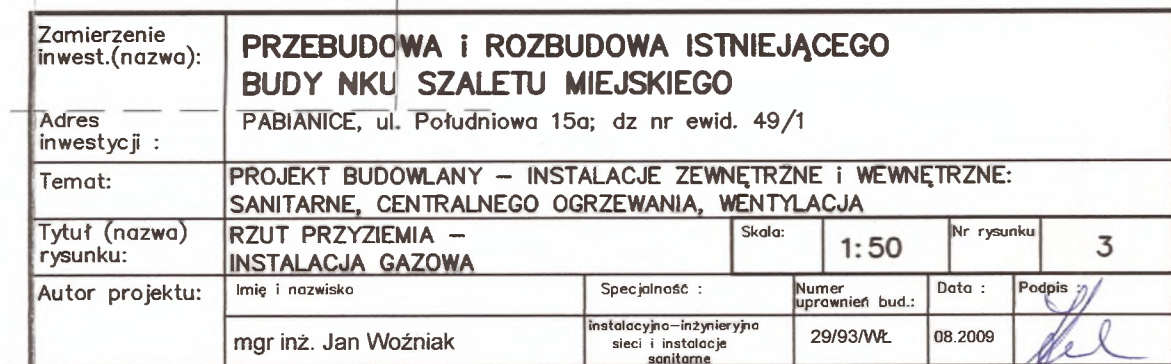 Zamierzenie
inwest.(nazwa):
PRZEBUDOWA i ROZBUDOWA ISTNIEJĄCEGO
BUDY NKU SZALETU MIEJSKIEGO
Adres
inwestycji :
PABIANICE, ul. Południowa 15a; dz nr ewid. 49/1
Temat:
PROJEKT BUDOWLANY – INSTALACJE ZEWNĘTRZNE i WEWNĘTRZNE:
SANITARNE, CENTRALNEGO OGRZEWANIA, WENTYLACJA
Tytuł (nazwa)
rysunku:
RZUT PRZYZIEMIA –
INSTALACJA GAZOWA
Skala:
1:50
Nr rysunku
3
Autor projektu:
Imię i nazwisko
mgr inż. Jan Woźniak
Specjalność :
instalacyjno-inżynieryjna
sieci i instalacje
sanitarne
Numer
uprawnień bud.:
29/93/WŁ
Data :
08.2009
Podpis :